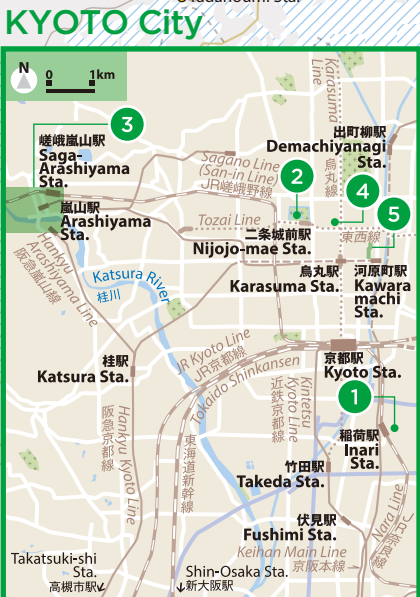 KYOTO City
N
0 1km
3
嵯峨嵐山駅
Saga-
Arashiyama
Sta.
嵐山駅
Arashiyama
Sta.
Hankyu
Arashiyama Line
阪急嵐山線
Katsura River
桂川
Sagano Line
(San-in Line)
JR嵯峨野線
Karasuma
Line
烏丸線
出町柳駅
Demachiyanagi
Sta.
2
4
5
Tozai Line
東西線
二条城前駅
Nijojo-mae Sta.
烏丸駅
Karasuma Sta.
河原町駅
Kawara
machi
Sta.
桂駅
Katsura Sta.
JR Kyoto Line
JR京都線
Tokaido Shinkansen
東海道新幹線
京都駅
Kyoto Sta.
1
Kintetsu
Kyoto Line
近鉄京都線
稲荷駅
Inari
Sta.
阪急京都線
Hankyu Kyoto Line
竹田駅
Takeda Sta.
伏見駅
Fushimi Sta.
Nara Line
JR奈良線
Keihan Main Line
京阪本線
Takatsuki-shi
Sta.
高槻市駅
Shin-Osaka Sta.
新大阪駅